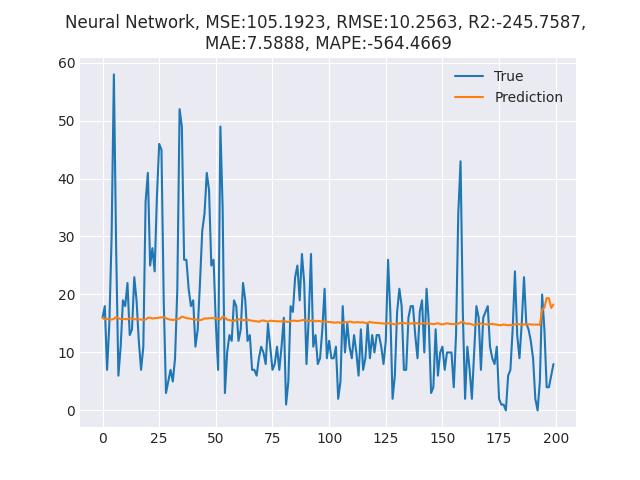 Neural Network, MSE:105.1923, RMSE:10.2563, R2:-245.7587,
MAE:7.5888, MAPE:-564.4669
True
Prediction
60
50
40
30
20
10
0
0 25 50 75 100 125 150 175 200